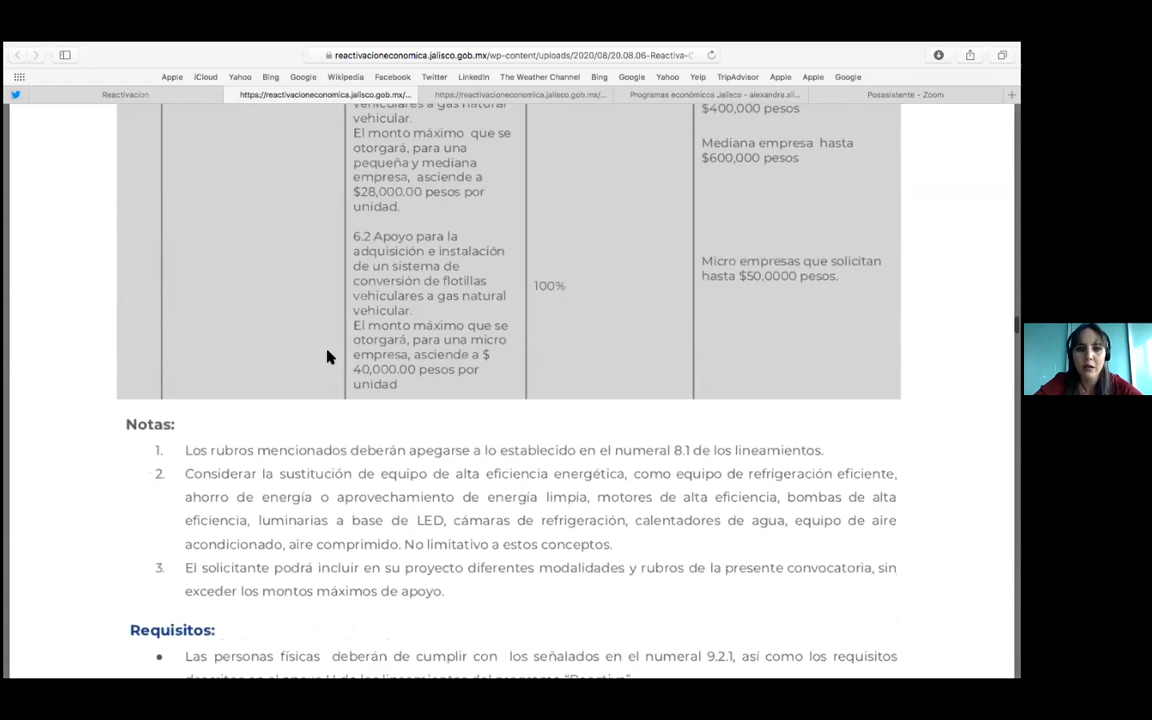 reactivacioneconomica.jalisco.gob.mx/wp-content/uploads/2020/08/20.08.06-Reactiva-C
Apple iCloud Yahoo Bing Google Wikipedia Facebook Twitter LinkedIn The Weather Channel Bing Google Yahoo Yelp TripAdvisor Apple Apple Google
Reactivacion https://reactivacioneconomica.jalisco.gob.mx/... https://reactivacioneconomica.jalisco.gob.mx/... Programas económicos Jalisco - alexandra.sil... Posasistente - Zoom
vehiculares a gas natural
vehicular.
El monto máximo que se
otorgará, para una
pequeña y mediana
empresa, asciende a
$28,000.00 pesos por
unidad.
$400,000 pesos
Mediana empresa hasta
$600,000 pesos
6.2 Apoyo para la
adquisición e instalación
de un sistema de
conversión de flotillas
vehiculares a gas natural
vehicular.
El monto máximo que se
otorgará, para una micro
empresa, asciende a $
40,000.00 pesos por
unidad
100%
Micro empresas que solicitan
hasta $50,0000 pesos.
Notas:
1. Los rubros mencionados deberán apegarse a lo establecido en el numeral 8.1 de los lineamientos.
2. Considerar la sustitución de equipo de alta eficiencia energética, como equipo de refrigeración eficiente,
ahorro de energía o aprovechamiento de energía limpia, motores de alta eficiencia, bombas de alta
eficiencia, luminarias a base de LED, cámaras de refrigeración, calentadores de agua, equipo de aire
acondicionado, aire comprimido. No limitativo a estos conceptos.
3. El solicitante podrá incluir en su proyecto diferentes modalidades y rubros de la presente convocatoria, sin
exceder los montos máximos de apoyo.
Requisitos:
● Las personas físicas deberán de cumplir con los señalados en el numeral 9.2.1, así como los requisitos